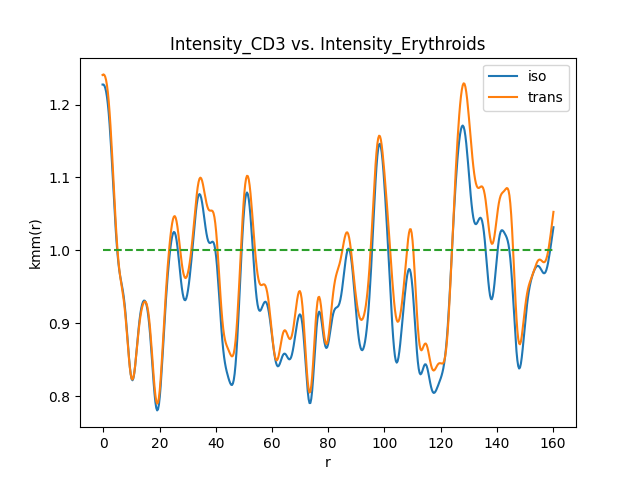 Intensity_CD3 vs. Intensity_Erythroids
iso
trans
kmm(r)
1.2
1.1
1.0
0.9
0.8
0 20 40 60 80 100 120 140 160
r